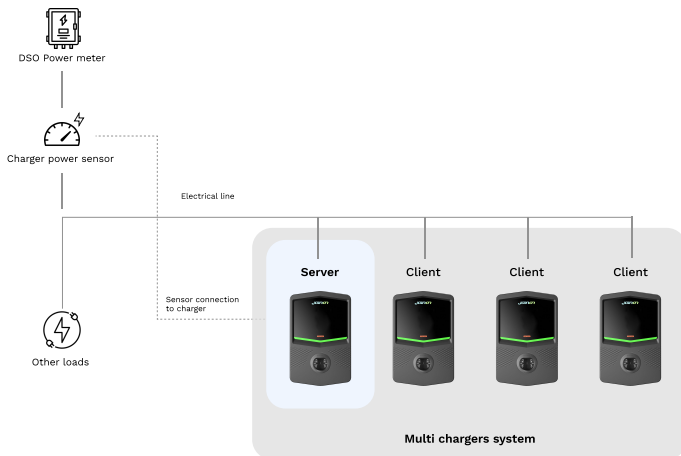 DSO Power meter
Charger power sensor
Electrical line
Server
Client
Client
Client
Sensor connection
to charger
Other loads
Multi chargers system